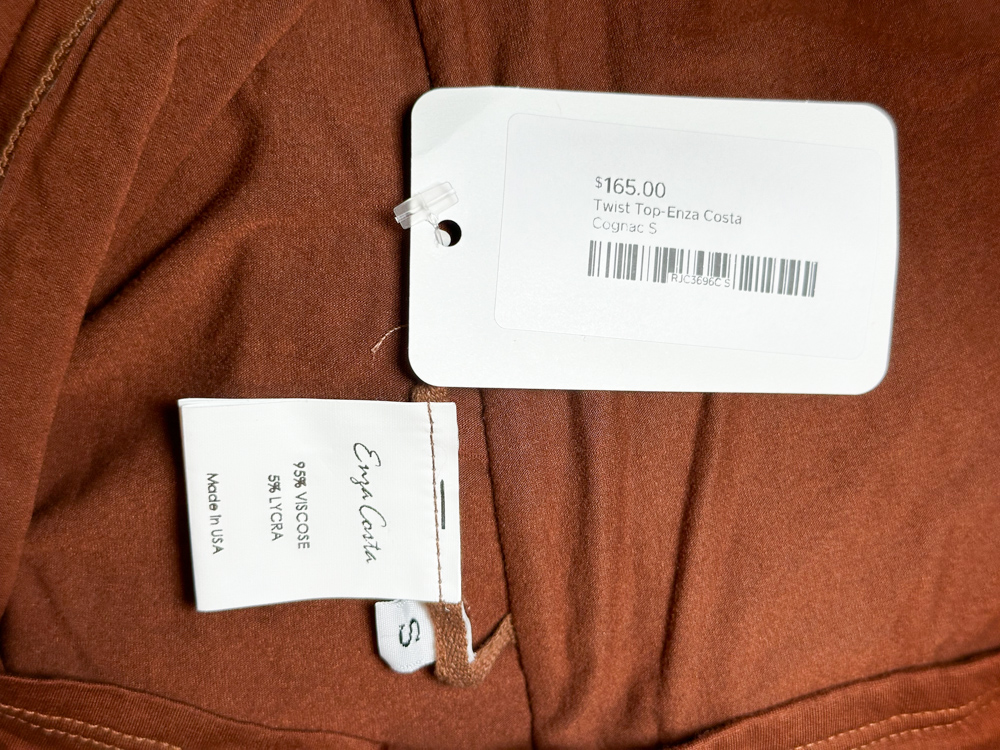 $165.00
Twist Top-Enza Costa
Cognac S
RJC3696C S
Enza Costa
95% VISCOSE
5% LYCRA
Made In USA
S